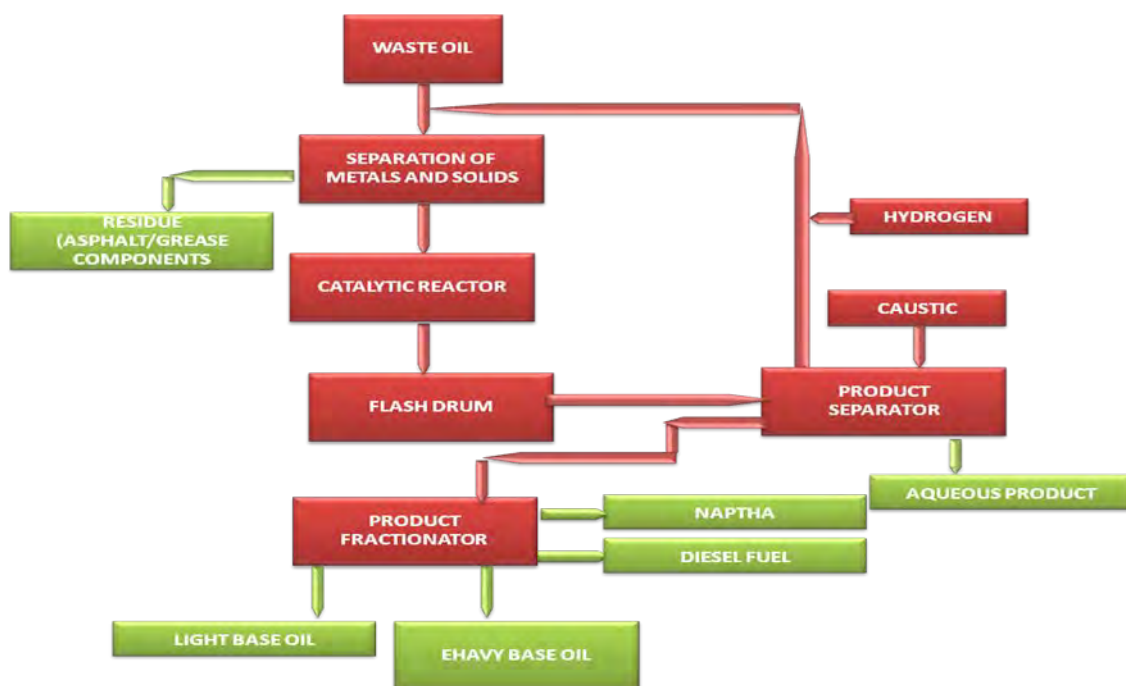 WASTE OIL
SEPARATION OF
METALS AND SOLIDS
RESIDUE
(ASPHALT/GREASE
COMPONENTS
HYDROGEN
CATALYTIC REACTOR
CAUSTIC
FLASH DRUM
PRODUCT
SEPARATOR
AQUEOUS PRODUCT
NAPTHA
PRODUCT
FRACTIONATOR
DIESEL FUEL
LIGHT BASE OIL
EHAVY BASE OIL